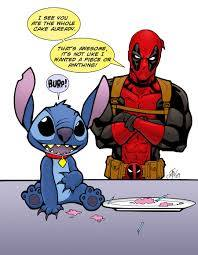 I SEE YOU
ATE THE WHOLE
CAKE ALREADY.
THAT'S AWESOME,
IT'S NOT LIKE I
WANTED A PIECE OR
ANYTHING!
BURP!